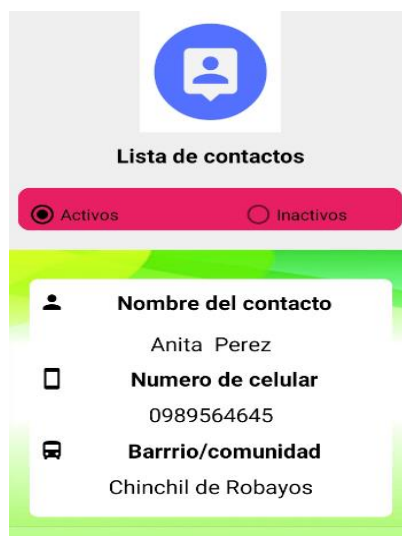 Lista de contactos
Activos Inactivos
Nombre del contacto
Anita Perez
Numero de celular
0989564645
Barrrio/comunidad
Chinchil de Robayos